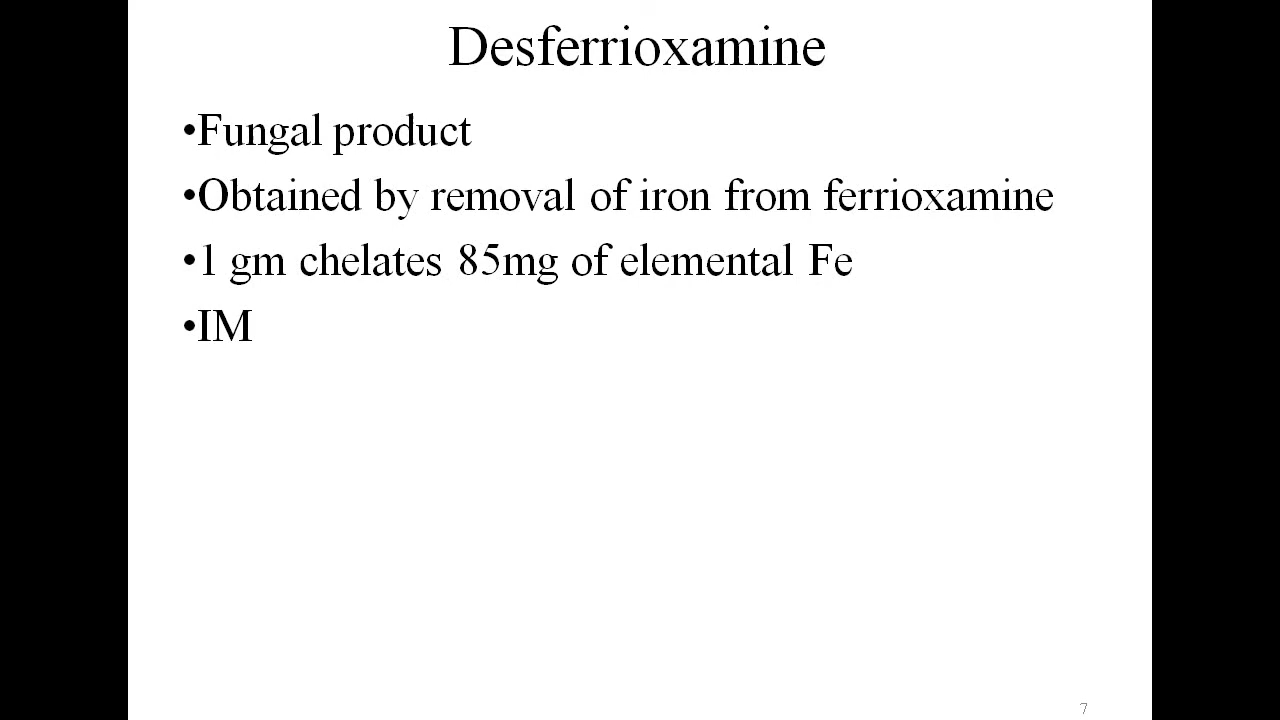 Desferrioxamine
•Fungal product
•Obtained by removal of iron from ferrioxamine
•1 gm chelates 85mg of elemental Fe
•IM
7